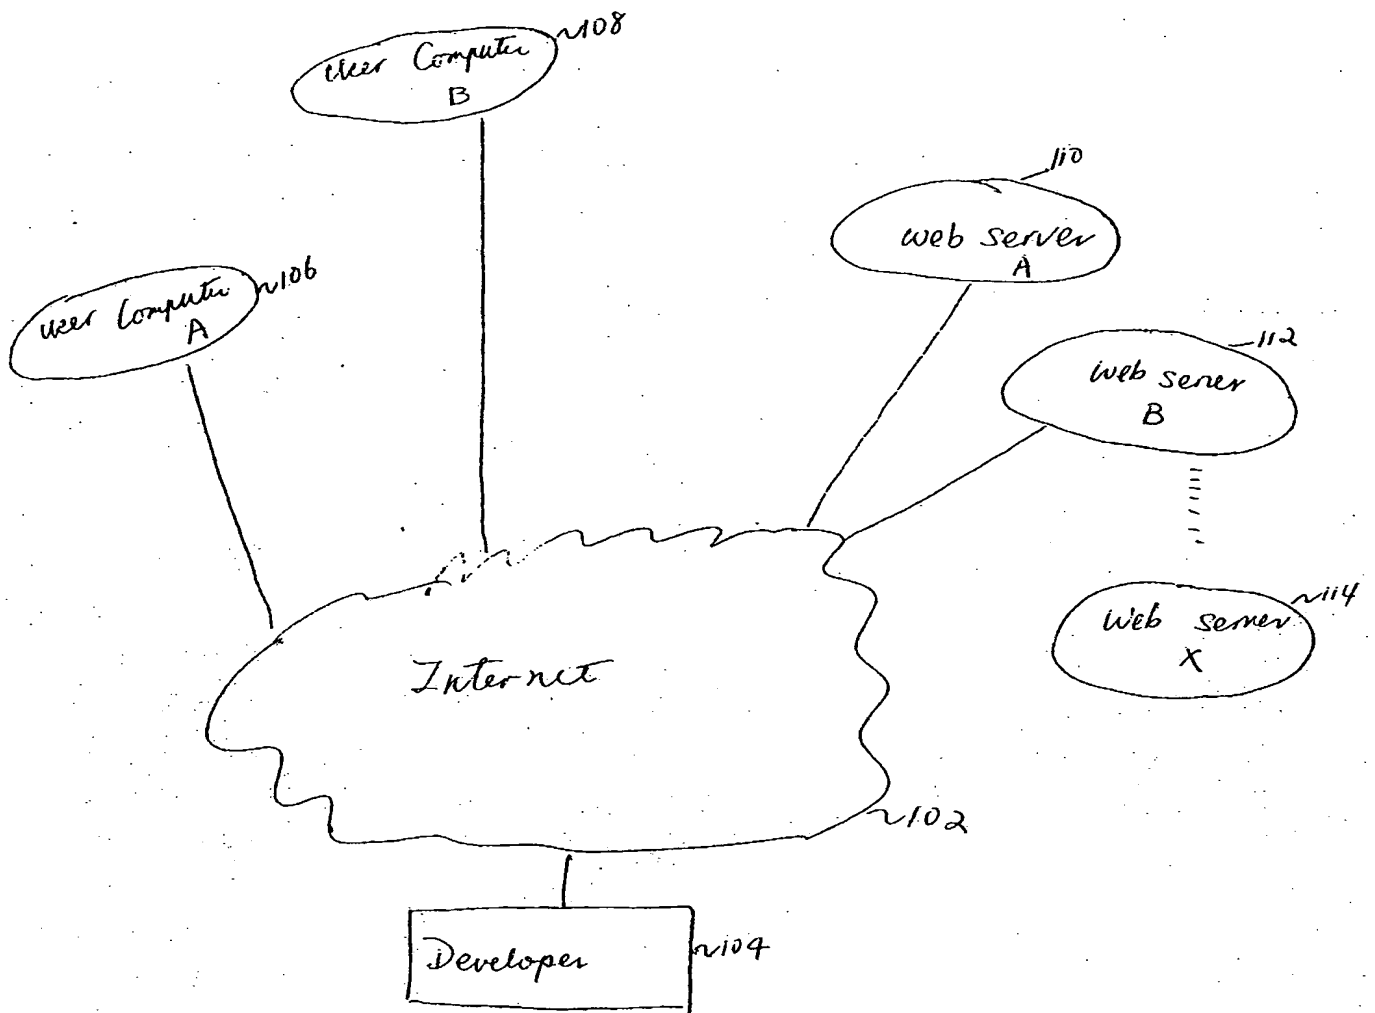 User Computer
B
108
110
web server
A
User Computer
A
106
112
web server
B
114
Web server
X
Internet
102
Developer
104